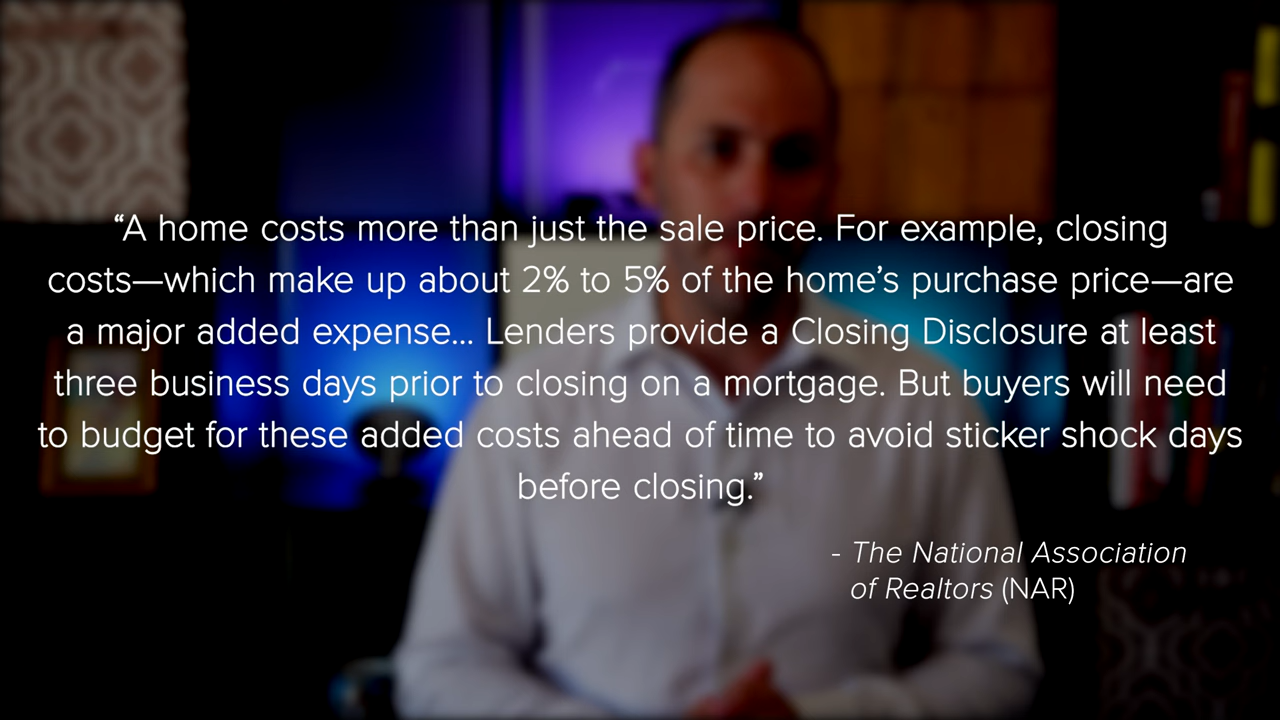 “A home costs more than just the sale price. For example, closing
costs—which make up about 2% to 5% of the home’s purchase price—are
a major added expense... Lenders provide a Closing Disclosure at least
three business days prior to closing on a mortgage. But buyers will need
to budget for these added costs ahead of time to avoid sticker shock days
before closing.”
- The National Association
of Realtors (NAR)